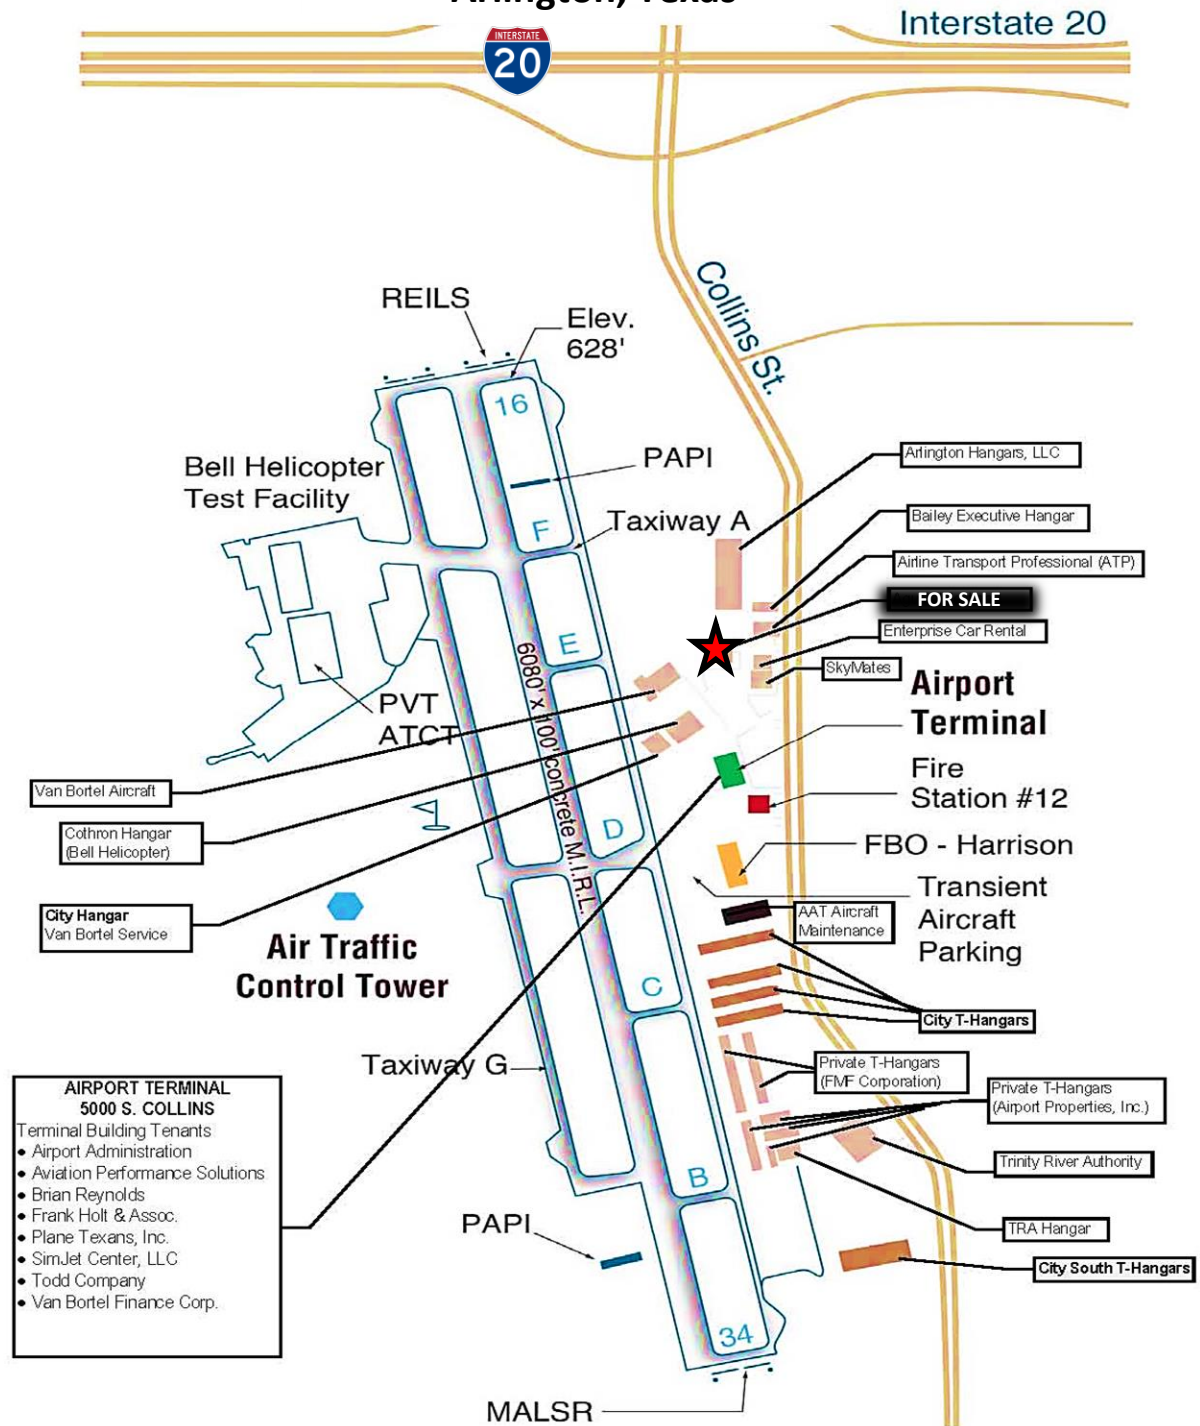 Arlington, Texas
Interstate 20
INTERSTATE
20
Collins St.
REILS
Elev.
628'
16
PAPI
Bell Helicopter
Test Facility
Arlington Hangars, LLC
Bailey Executive Hangar
F
Taxiway A
Airline Transport Professional (ATP)
FOR SALE
Enterprise Car Rental
E
SkyMates
6080' x 100' concrete M.I.R.L.
Airport
Terminal
PVT
ATCT
Fire
Station #12
Van Bortel Aircraft
Cothron Hangar
(Bell Helicopter)
D
FBO - Harrison
Transient
Aircraft
Parking
City Hangar
Van Bortel Service
AAT Aircraft
Maintenance
Air Traffic
Control Tower
C
City T-Hangars
Taxiway G
Private T-Hangars
(FMF Corporation)
Private T-Hangars
(Airport Properties, Inc.)
AIRPORT TERMINAL
5000 S. COLLINS
Terminal Building Tenants
• Airport Administration
• Aviation Performance Solutions
• Brian Reynolds
• Frank Holt & Assoc.
• Plane Texans, Inc.
• SimJet Center, LLC
• Todd Company
• Van Bortel Finance Corp.
B
Trinity River Authority
TRA Hangar
PAPI
City South T-Hangars
34
MALSR